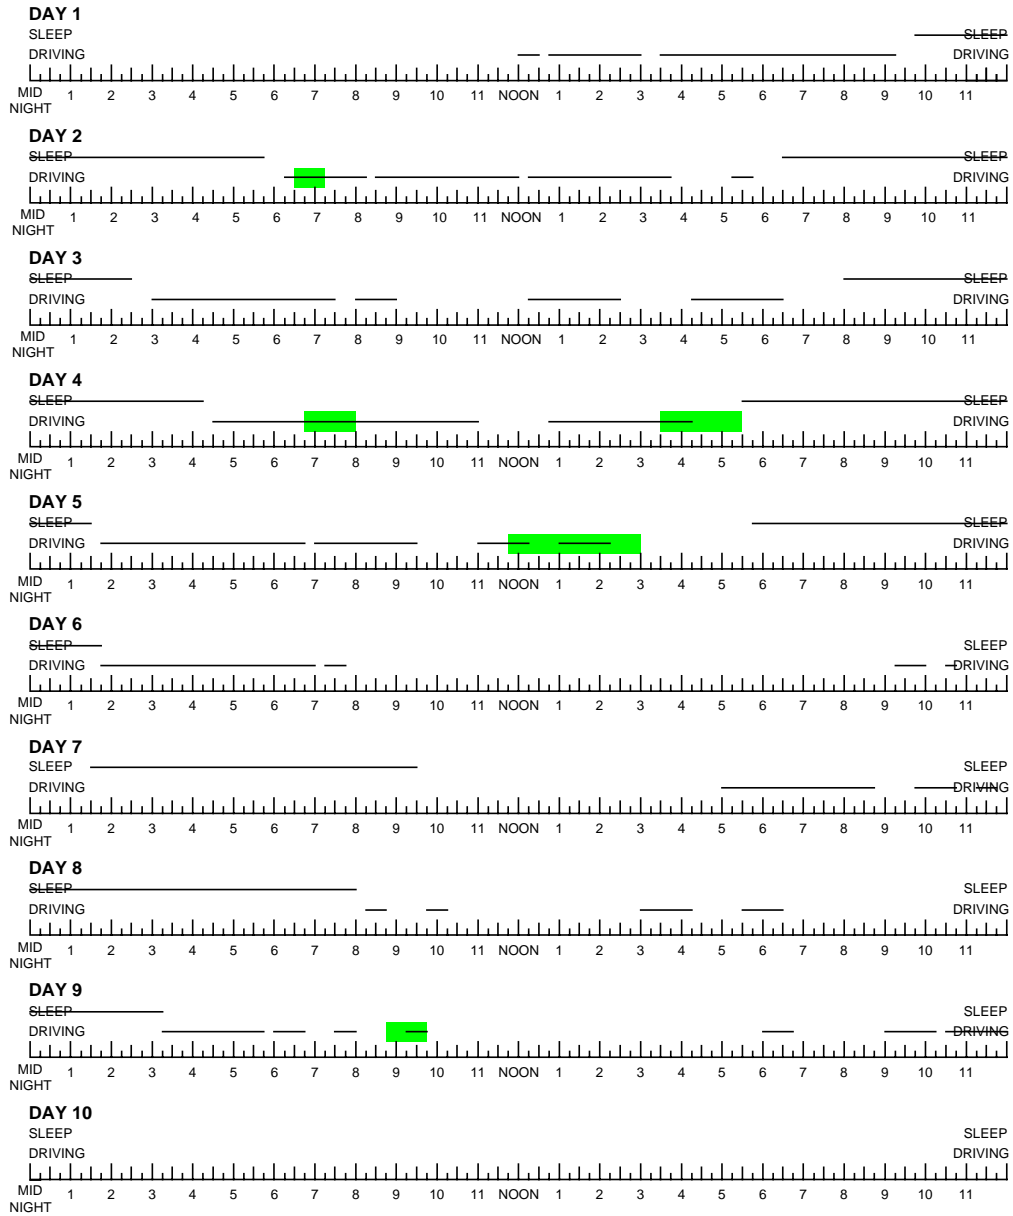 DAY 1
SLEEP SLEEP
DRIVING DRIVING
MID NIGHT 1 2 3 4 5 6 7 8 9 10 11 NOON 1 2 3 4 5 6 7 8 9 10 11
DAY 2
SLEEP SLEEP
DRIVING DRIVING
MID NIGHT 1 2 3 4 5 6 7 8 9 10 11 NOON 1 2 3 4 5 6 7 8 9 10 11
DAY 3
SLEEP SLEEP
DRIVING DRIVING
MID NIGHT 1 2 3 4 5 6 7 8 9 10 11 NOON 1 2 3 4 5 6 7 8 9 10 11
DAY 4
SLEEP SLEEP
DRIVING DRIVING
MID NIGHT 1 2 3 4 5 6 7 8 9 10 11 NOON 1 2 3 4 5 6 7 8 9 10 11
DAY 5
SLEEP SLEEP
DRIVING DRIVING
MID NIGHT 1 2 3 4 5 6 7 8 9 10 11 NOON 1 2 3 4 5 6 7 8 9 10 11
DAY 6
SLEEP SLEEP
DRIVING DRIVING
MID NIGHT 1 2 3 4 5 6 7 8 9 10 11 NOON 1 2 3 4 5 6 7 8 9 10 11
DAY 7
SLEEP SLEEP
DRIVING DRIVING
MID NIGHT 1 2 3 4 5 6 7 8 9 10 11 NOON 1 2 3 4 5 6 7 8 9 10 11
DAY 8
SLEEP SLEEP
DRIVING DRIVING
MID NIGHT 1 2 3 4 5 6 7 8 9 10 11 NOON 1 2 3 4 5 6 7 8 9 10 11
DAY 9
SLEEP SLEEP
DRIVING DRIVING
MID NIGHT 1 2 3 4 5 6 7 8 9 10 11 NOON 1 2 3 4 5 6 7 8 9 10 11
DAY 10
SLEEP SLEEP
DRIVING DRIVING
MID NIGHT 1 2 3 4 5 6 7 8 9 10 11 NOON 1 2 3 4 5 6 7 8 9 10 11